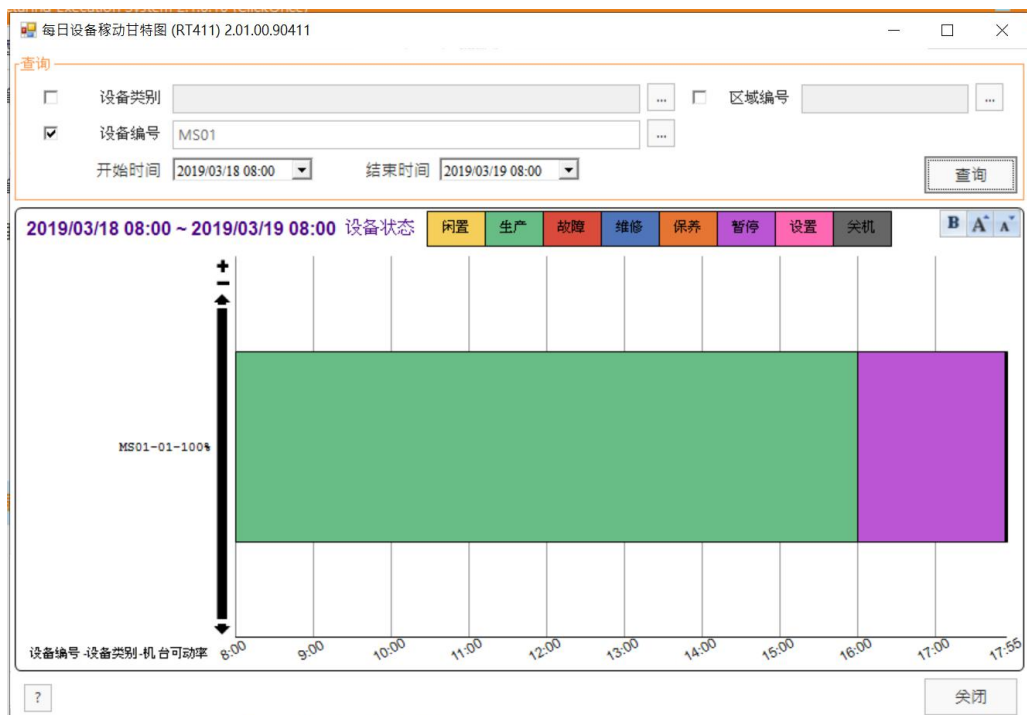 每日设备稼动甘特图 (RT411) 2.01.00.90411
查询
设备类别 ... 区域编号 ...
设备编号 MS01 ...
开始时间 2019/03/18 08:00 结束时间 2019/03/19 08:00 查询
2019/03/18 08:00 ~ 2019/03/19 08:00 设备状态 闲置 生产 故障 维修 保养 暂停 设置 关机 B A A
MS01-01-100%
设备编号-设备类别-机台可动率 8:00 9:00 10:00 11:00 12:00 13:00 14:00 15:00 16:00 17:00 17:55
? 关闭